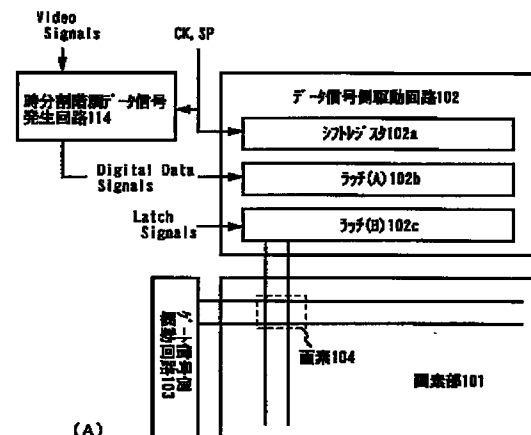 Video
Signals
CK, SP
時分割階調データ信号
発生回路114
データ信号側駆動回路102
シフトレジスタ102a
Digital Data
Signals
ラッチ(A) 102b
Latch
Signals
ラッチ(B) 102c
ゲート信号側
駆動回路103
画素104
画素部101
(A)